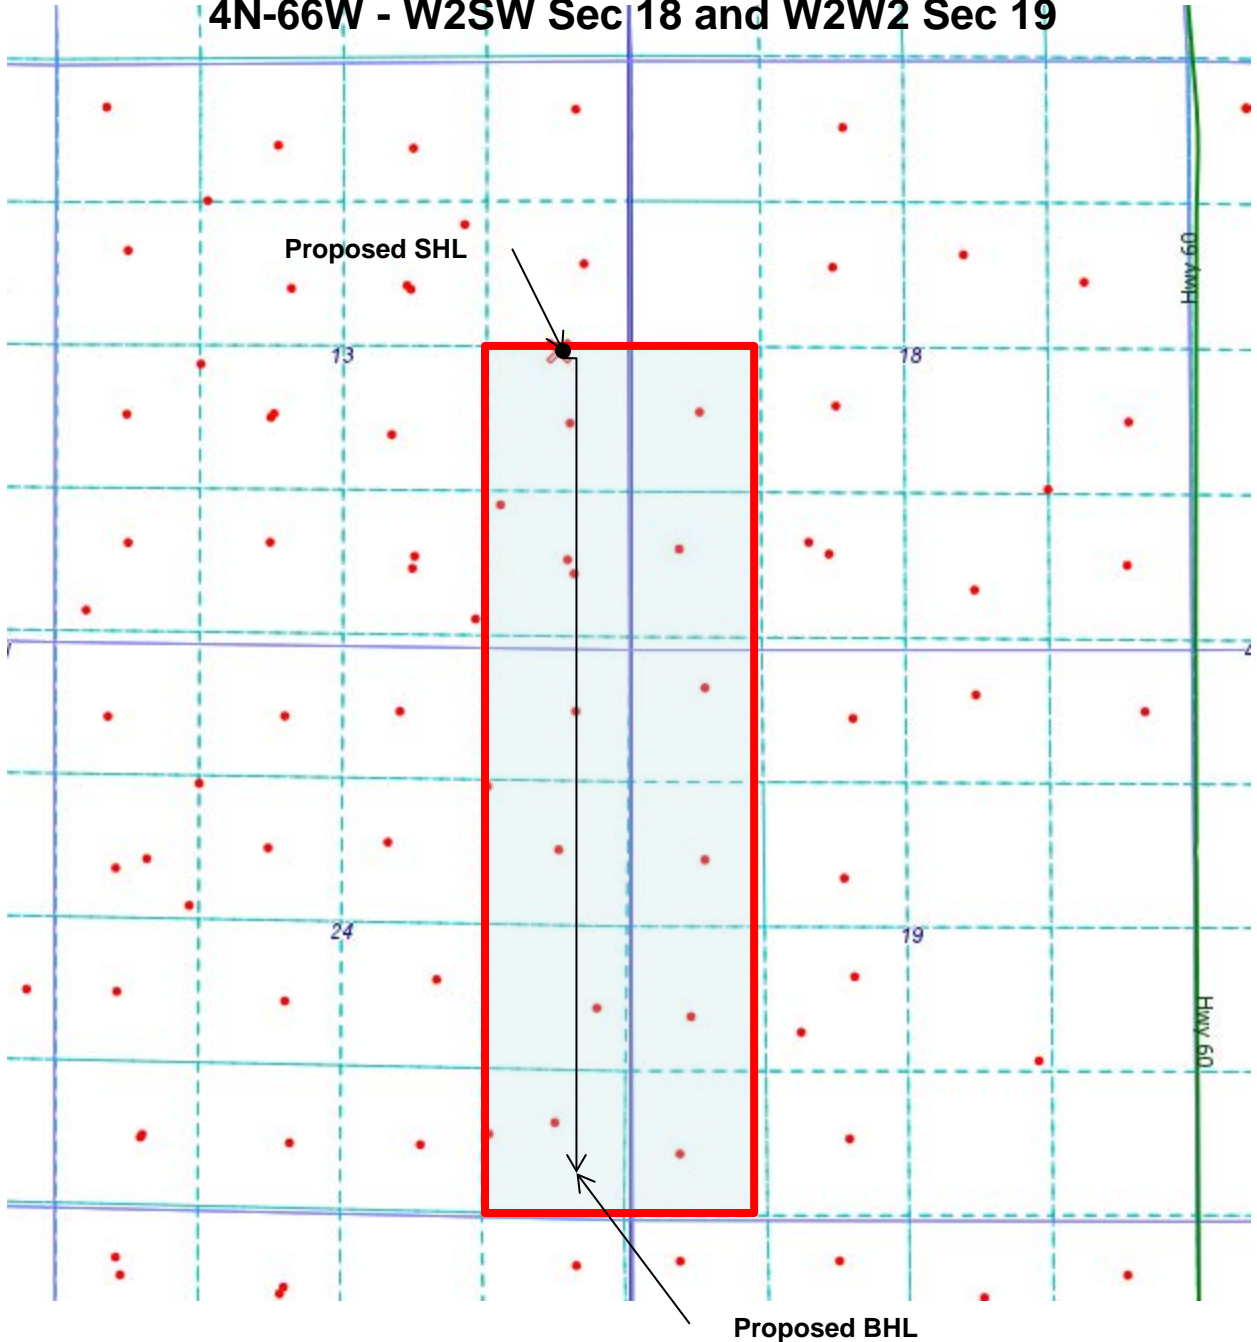 4N-66W - W2SW Sec 18 and W2W2 Sec 19
Proposed SHL
Hwy 60
13
18
24
19
Hwy 60
Proposed BHL